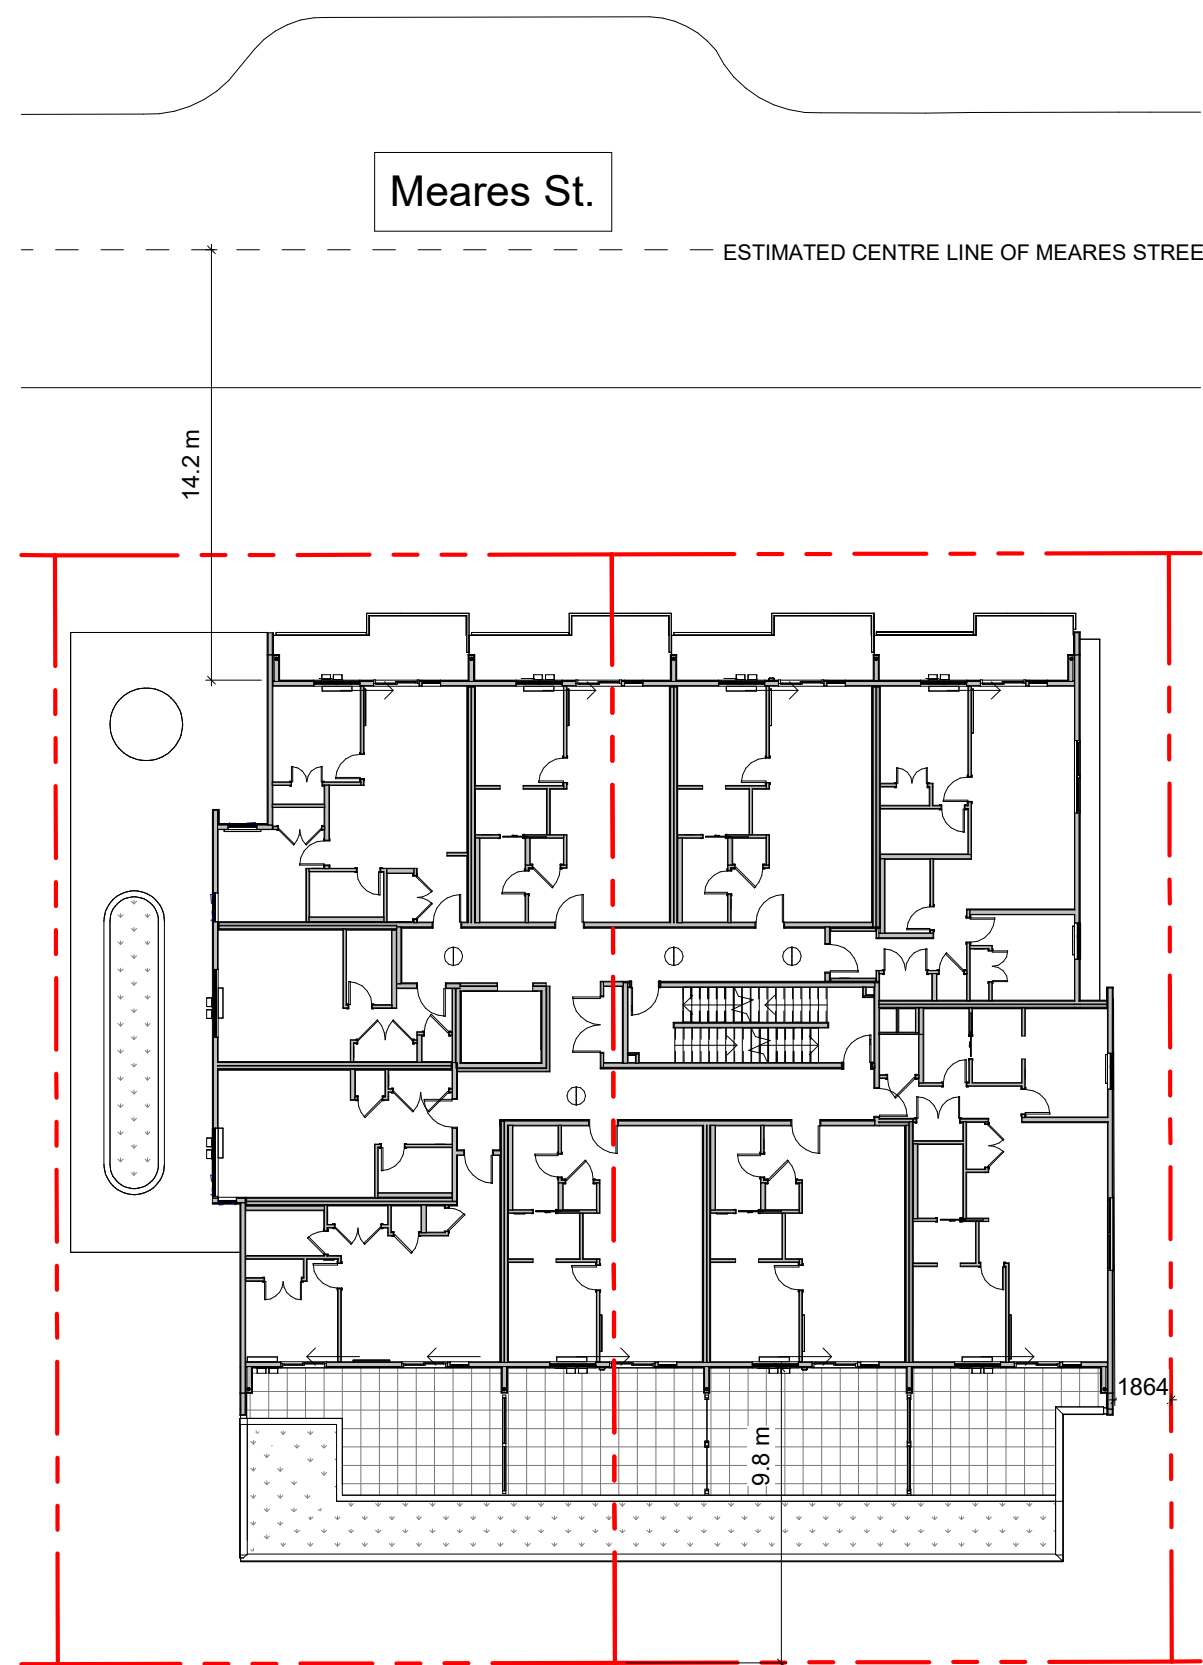 Meares St.
ESTIMATED CENTRE LINE OF MEARES STREE
14.2 m
1864
9.8 m